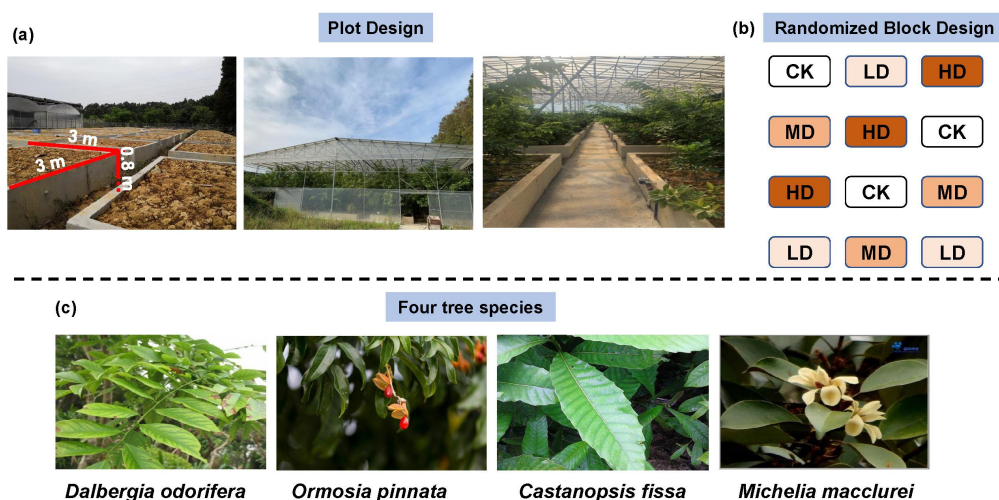 (a)
Plot Design
3 m
3 m
0.8 m
(b)
Randomized Block Design
CK
LD
HD
MD
HD
CK
HD
CK
MD
LD
MD
LD
(c)
Four tree species
Dalbergia odorifera
Ormosia pinnata
Castanopsis fissa
Michelia macclurei